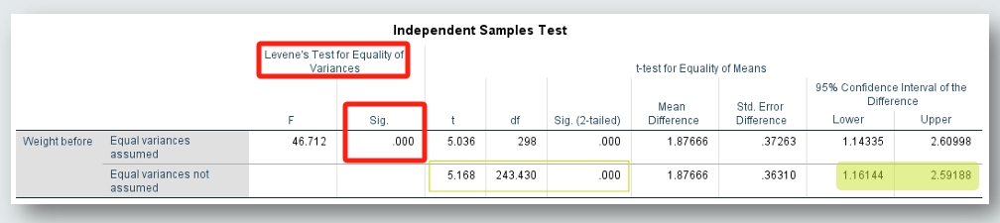 Independent Samples Test
Levene's Test for Equality of
Variances
t-test for Equality of Means
95% Confidence Interval of the
Difference
F Sig. t df Sig. (2-tailed) Mean
Difference Std. Error
Difference Lower Upper
Weight before Equal variances
assumed 46.712 .000 5.036 298 .000 1.87666 .37263 1.14335 2.60998
Equal variances not
assumed 5.168 243.430 .000 1.87666 .36310 1.16144 2.59188